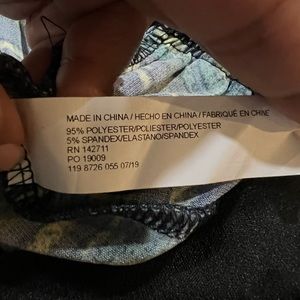 MADE IN CHINA / HECHO EN CHINA / FABRIQUÉ EN CHINE
95% POLYESTER/POLIÉSTER/POLYESTER
5% SPANDEX/ELASTANO/SPANDEX
RN 142711
PO 19009
119 8726 055 07/19